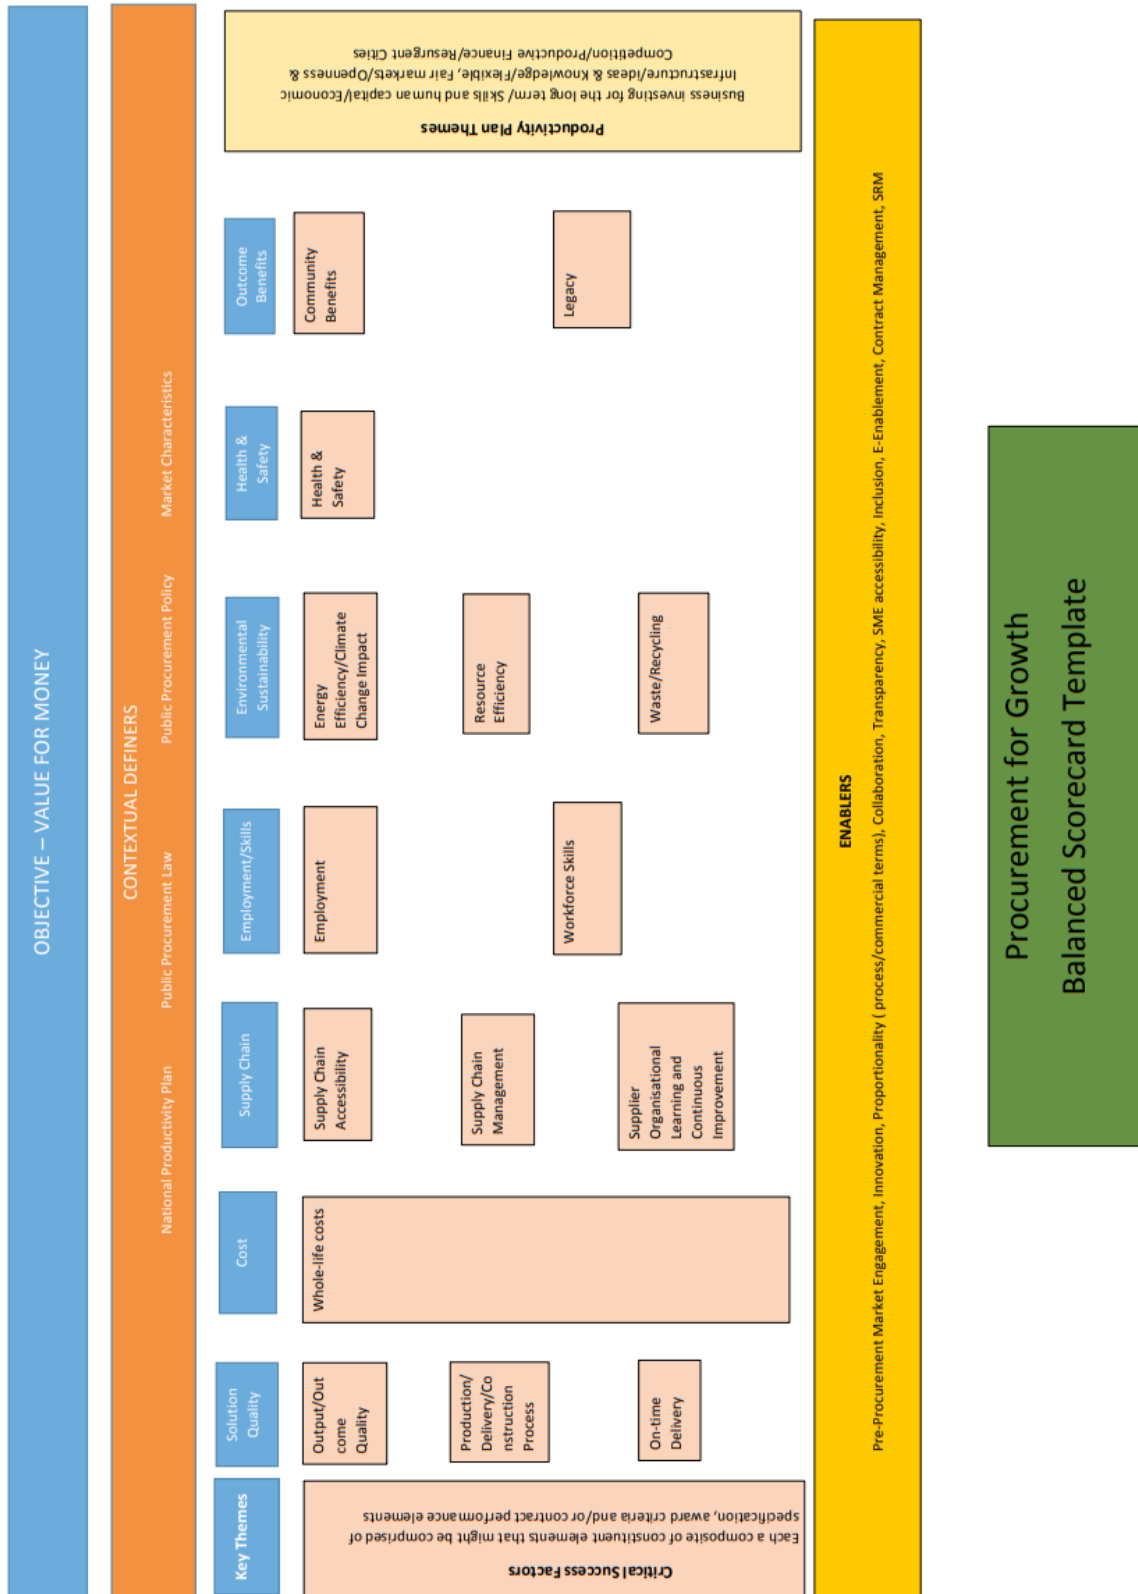 OBJECTIVE – VALUE FOR MONEY
CONTEXTUAL DEFINERS
National Productivity Plan
Public Procurement Law
Public Procurement Policy
Market Characteristics
Key Themes
Solution
Quality
Cost
Supply Chain
Employment/Skills
Environmental
Sustainability
Health &
Safety
Outcome
Benefits
Critical Success Factors
Each a composite of constituent elements that might be comprised of
specification, award criteria and/or contract performance elements
Output/Out
come
Quality
Production/
Delivery/Co
nstruction
Process
On-time
Delivery
Whole-life costs
Supply Chain
Accessibility
Supply Chain
Management
Supplier
Organisational
Learning and
Continuous
Improvement
Employment
Workforce Skills
Energy
Efficiency/Climate
Change Impact
Resource
Efficiency
Waste/Recycling
Health &
Safety
Community
Benefits
Legacy
Productivity Plan Themes
Business investing for the long term/ Skills and human capital/Economic
Infrastructure/Ideas & Knowledge/Flexible, Fair markets/Openness &
Competition/Productive Finance/Resurgent Cities
ENABLERS
Pre-Procurement Market Engagement, Innovation, Proportionality ( process/commercial terms), Collaboration, Transparency, SME accessibility, Inclusion, E-Enablement, Contract Management, SRM
Procurement for Growth
Balanced Scorecard Template